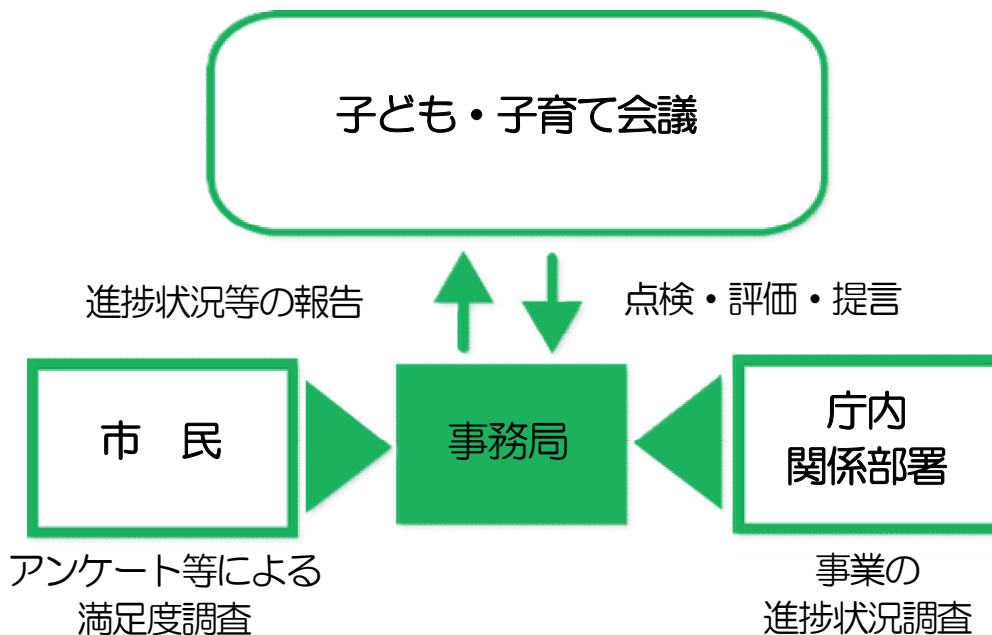 子ども・子育て会議
進捗状況等の報告
点検・評価・提言
市　民
事務局
庁内
関係部署
アンケート等による
満足度調査
事業の
進捗状況調査